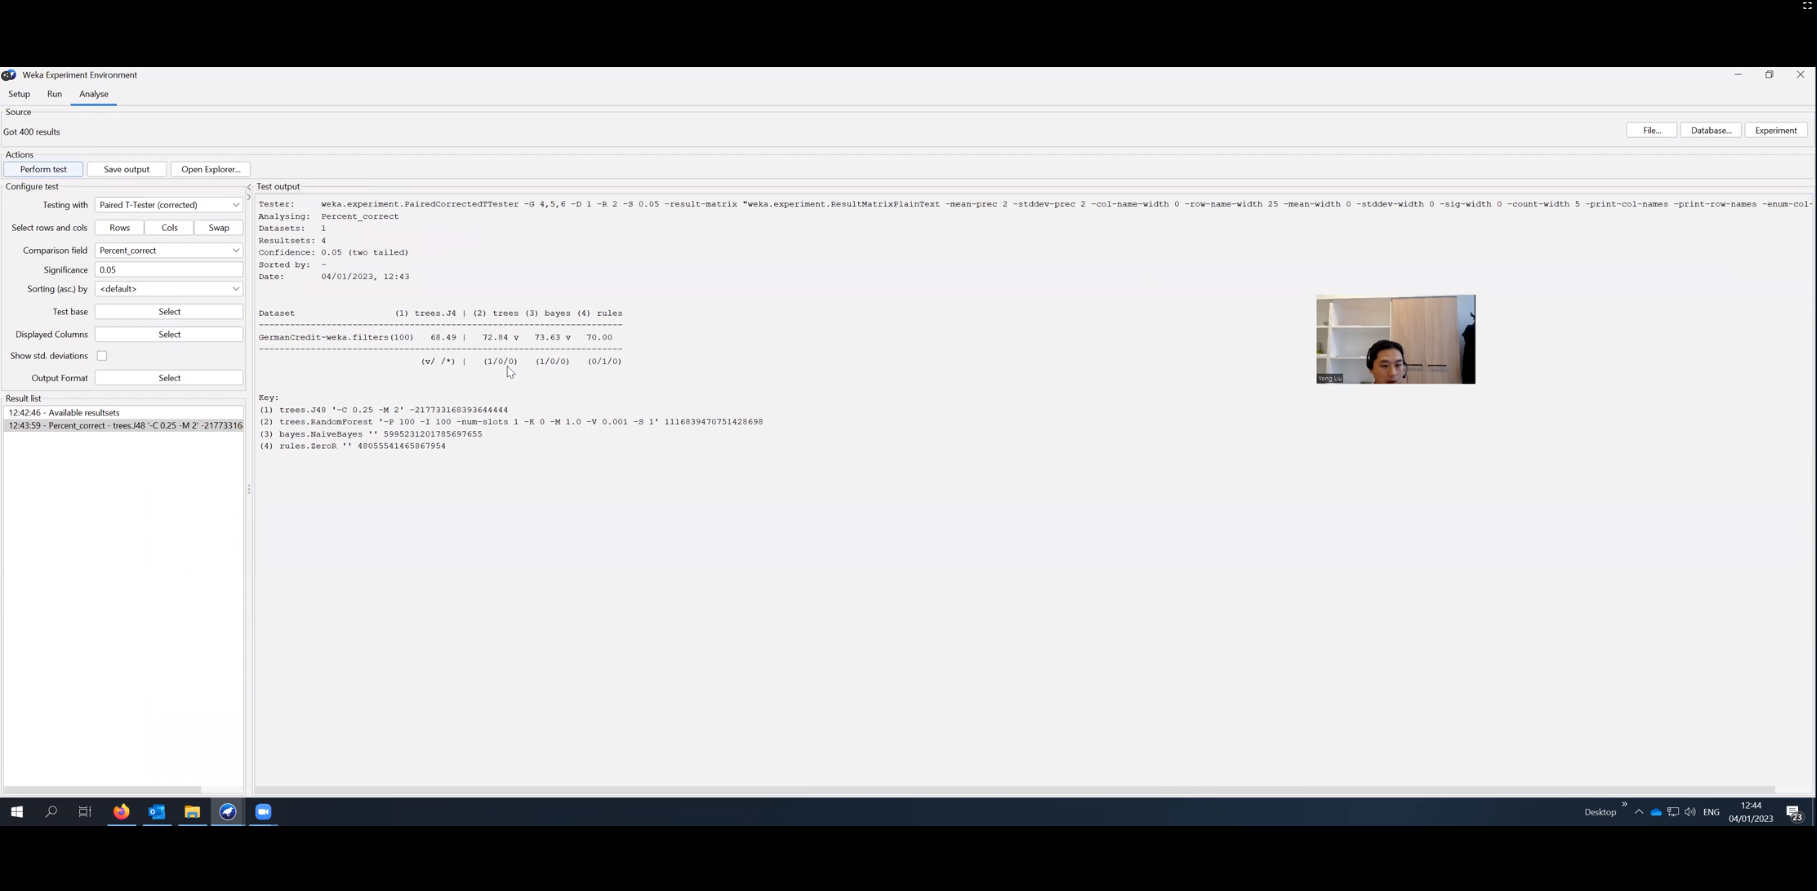 Weka Experiment Environment
Setup Run Analyse
Source
Got 400 results
File... Database... Experiment
Actions
Perform test Save output Open Explorer...
Configure test
Testing with Paired T-Tester (corrected)
Select rows and cols Rows Cols Swap
Comparison field Percent_correct
Significance 0.05
Sorting (asc.) by <default>
Test base Select
Displayed Columns Select
Show std. deviations
Output Format Select
Result list
12:42:46 - Available resultsets
12:43:59 - Percent_correct - trees.J48 '-C 0.25 -M 2' -21773316
Test output
Tester: weka.experiment.PairedCorrectedTTester -G 4,5,6 -D 1 -R 2 -S 0.05 -result-matrix "weka.experiment.ResultMatrixPlainText -mean-prec 2 -stddev-prec 2 -col-name-width 0 -row-name-width 25 -mean-width 0 -stddev-width 0 -sig-width 0 -count-width 5 -print-col-names -print-row-names -enum-col-
Analysing: Percent_correct
Datasets: 1
Resultsets: 4
Confidence: 0.05 (two tailed)
Sorted by: -
Date: 04/01/2023, 12:43
Dataset (1) trees.J4 | (2) trees (3) bayes (4) rules
GermanCredit-weka.filters(100) 68.49 | 72.84 v 73.63 v 70.00
(v/ /*) | (1/0/0) (1/0/0) (0/1/0)
Key:
(1) trees.J48 '-C 0.25 -M 2' -217733168393644444
(2) trees.RandomForest '-P 100 -I 100 -num-slots 1 -K 0 -M 1.0 -V 0.001 -S 1' 1116839470751428698
(3) bayes.NaiveBayes '' 5995231201785697655
(4) rules.ZeroR '' 48055541465867954
Yong Liu
Desktop
ENG
12:44
04/01/2023
23